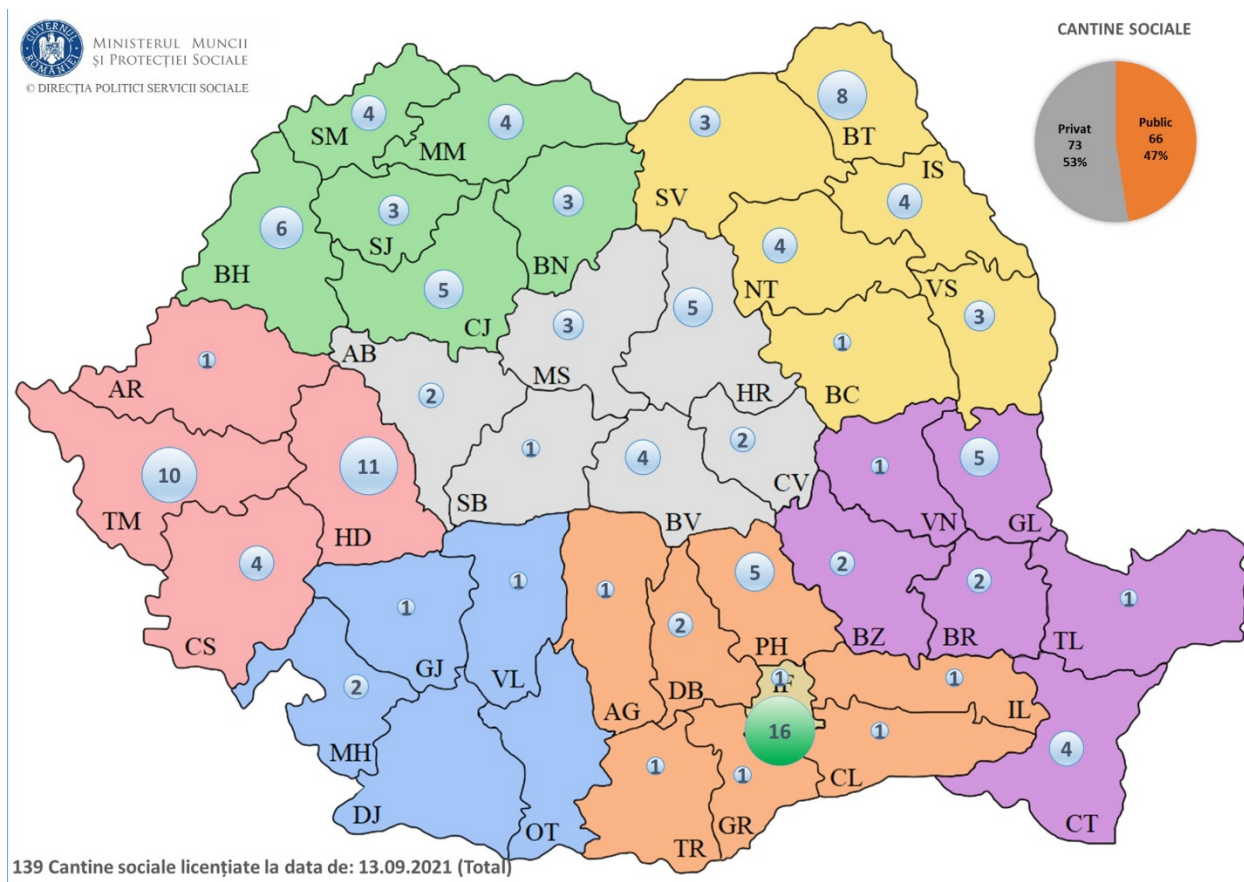 GUVERNUL ROMÂNIEI
MINISTERUL MUNCII
ȘI PROTECȚIEI SOCIALE
© DIRECȚIA POLITICI SERVICII SOCIALE
CANTINE SOCIALE
Privat
73
53%
Public
66
47%
4
SM
4
MM
3
SV
8
BT
IS
4
6
BH
3
SJ
3
BN
4
NT
VS
3
5
CJ
3
MS
5
HR
1
BC
1
AR
AB
2
10
TM
11
HD
1
SB
4
BV
2
CV
1
VN
5
GL
4
CS
1
GJ
1
VL
1
AG
2
DB
5
PH
2
BZ
2
BR
1
TL
2
MH
1
IF
16
1
IL
1
CL
4
CT
DJ
OT
1
TR
1
GR
139 Cantine sociale licențiate la data de: 13.09.2021 (Total)